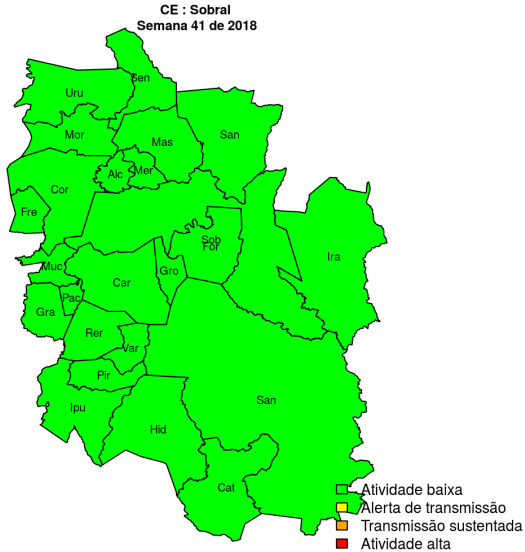 CE : Sobral
Semana 41 de 2018
Sen
Uru
Mor
Mas
San
Alc
Mer
Cor
Fre
Sob
For
Muc
Gro
Ira
Car
Pac
Gra
Rer
Var
Pir
San
Ipu
Hid
Cat
Atividade baixa
Alerta de transmissão
Transmissão sustentada
Atividade alta